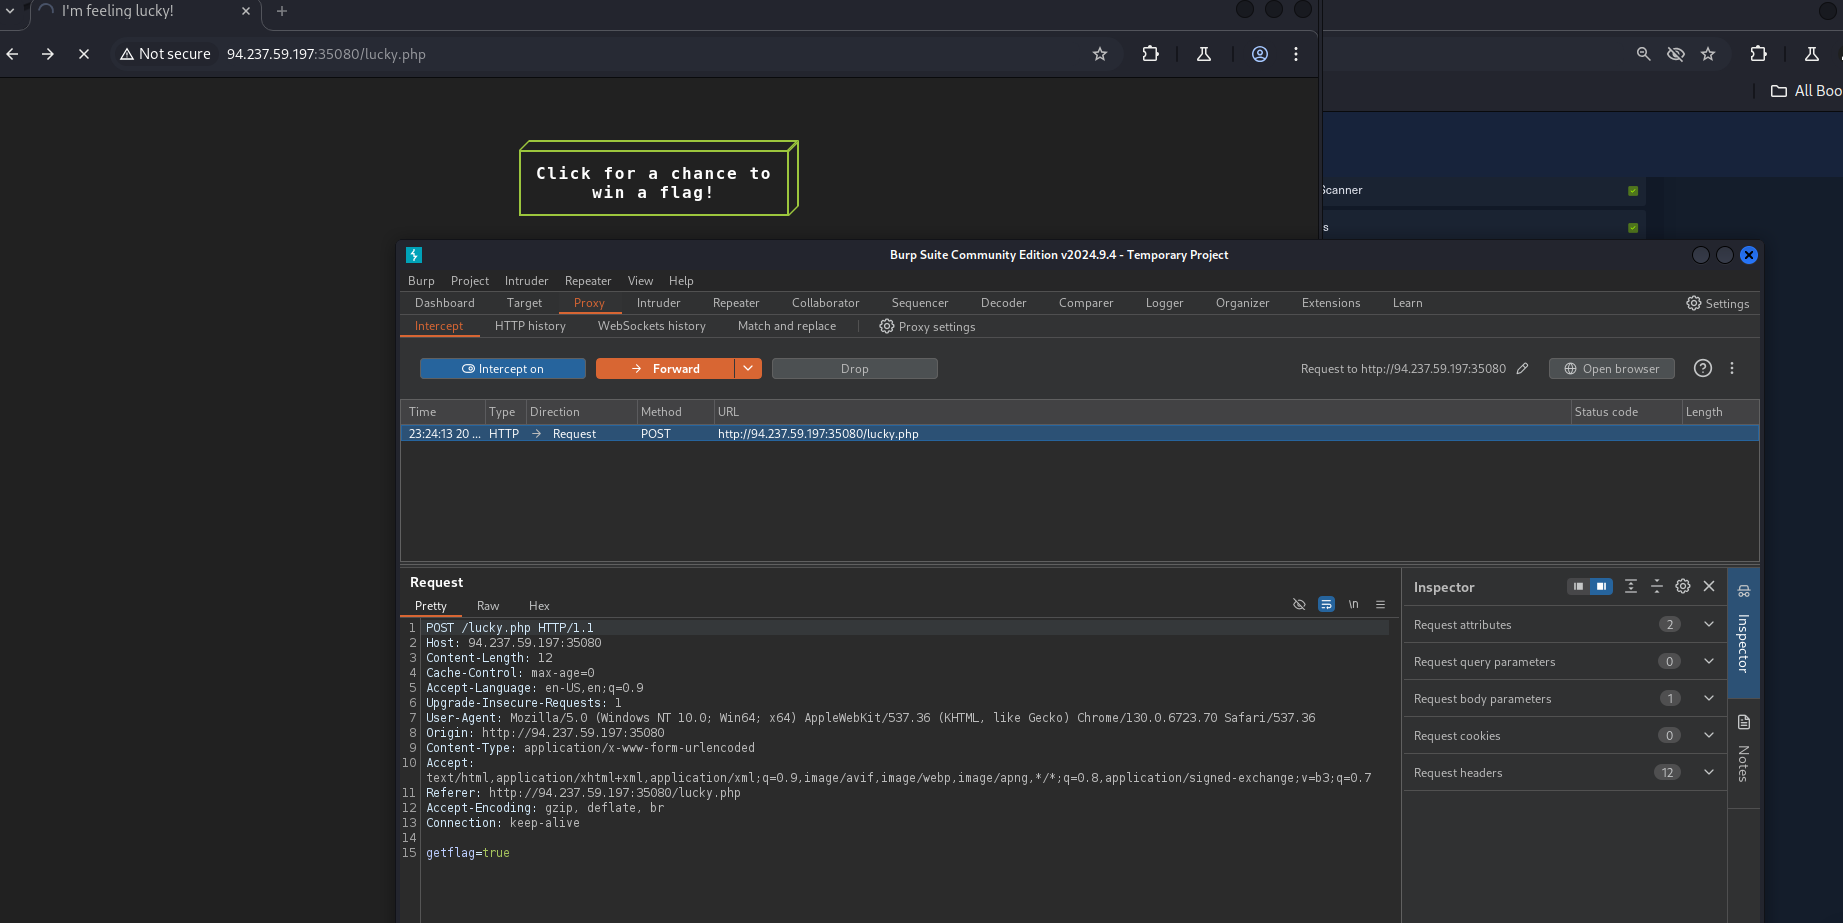 I'm feeling lucky!
Not secure 94.237.59.197:35080/lucky.php
All Boo
Click for a chance to
win a flag!
Scanner
s
Burp Suite Community Edition v2024.9.4 - Temporary Project
Burp Project Intruder Repeater View Help
Dashboard Target Proxy Intruder Repeater Collaborator Sequencer Decoder Comparer Logger Organizer Extensions Learn Settings
Intercept HTTP history WebSockets history Match and replace Proxy settings
Intercept on Forward Drop Request to http://94.237.59.197:35080 Open browser
Time Type Direction Method URL Status code Length
23:24:13 20 ... HTTP → Request POST http://94.237.59.197:35080/lucky.php
Request
Pretty Raw Hex \n
1 POST /lucky.php HTTP/1.1
2 Host: 94.237.59.197:35080
3 Content-Length: 12
4 Cache-Control: max-age=0
5 Accept-Language: en-US,en;q=0.9
6 Upgrade-Insecure-Requests: 1
7 User-Agent: Mozilla/5.0 (Windows NT 10.0; Win64; x64) AppleWebKit/537.36 (KHTML, like Gecko) Chrome/130.0.6723.70 Safari/537.36
8 Origin: http://94.237.59.197:35080
9 Content-Type: application/x-www-form-urlencoded
10 Accept:
text/html,application/xhtml+xml,application/xml;q=0.9,image/avif,image/webp,image/apng,*/*;q=0.8,application/signed-exchange;v=b3;q=0.7
11 Referer: http://94.237.59.197:35080/lucky.php
12 Accept-Encoding: gzip, deflate, br
13 Connection: keep-alive
14
15 getflag=true
Inspector
Request attributes 2
Request query parameters 0
Request body parameters 1
Request cookies 0
Request headers 12
Inspector
Notes